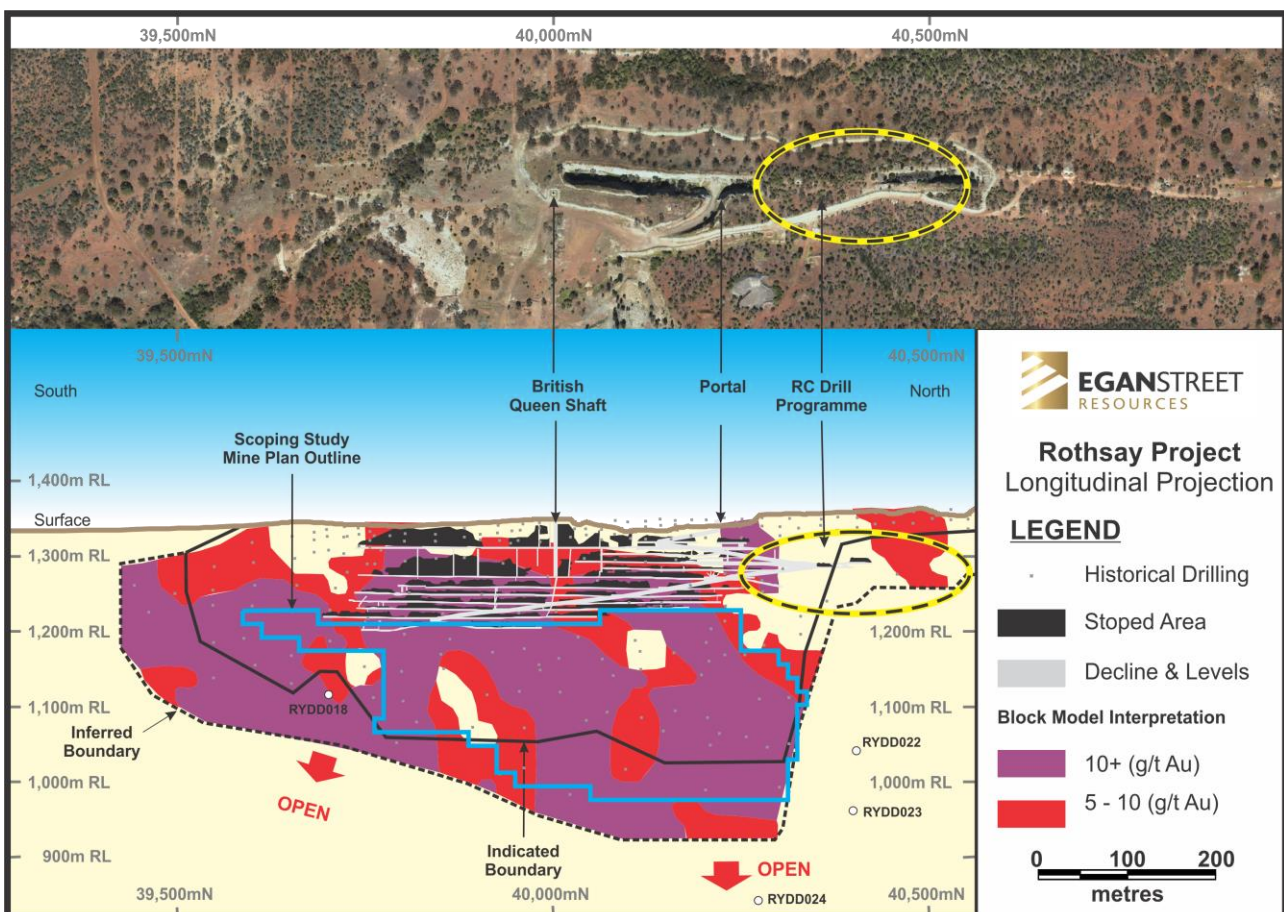 39,500mN
40,000mN
40,500mN
39,500mN
40,500mN
South
British
Queen Shaft
Portal
RC Drill
Programme
North
Scoping Study
Mine Plan Outline
1,400m RL
Surface
1,300m RL
1,200m RL
1,200m RL
1,100m RL
1,100m RL
RYDD018
Inferred
Boundary
RYDD022
1,000m RL
1,000m RL
OPEN
RYDD023
900m RL
Indicated
Boundary
OPEN
39,500mN
40,000mN
RYDD024
40,500mN
EGANSTREET
RESOURCES
Rothsay Project
Longitudinal Projection
LEGEND
Historical Drilling
Stoped Area
Decline & Levels
Block Model Interpretation
10+ (g/t Au)
5 - 10 (g/t Au)
0
100
200
metres